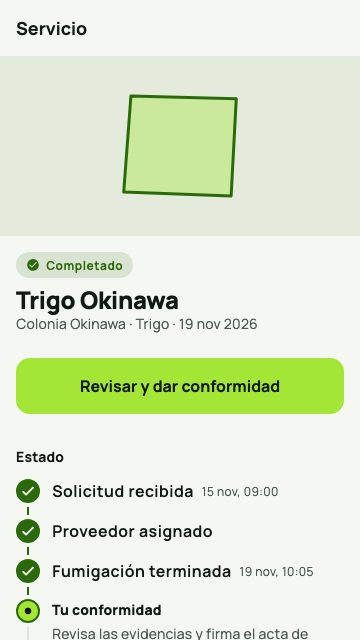 Servicio
Completado
Trigo Okinawa
Colonia Okinawa · Trigo · 19 nov 2026
Revisar y dar conformidad
Estado
Solicitud recibida 15 nov, 09:00
Proveedor asignado
Fumigación terminada 19 nov, 10:05
Tu conformidad
Revisa las evidencias y firma el acta de